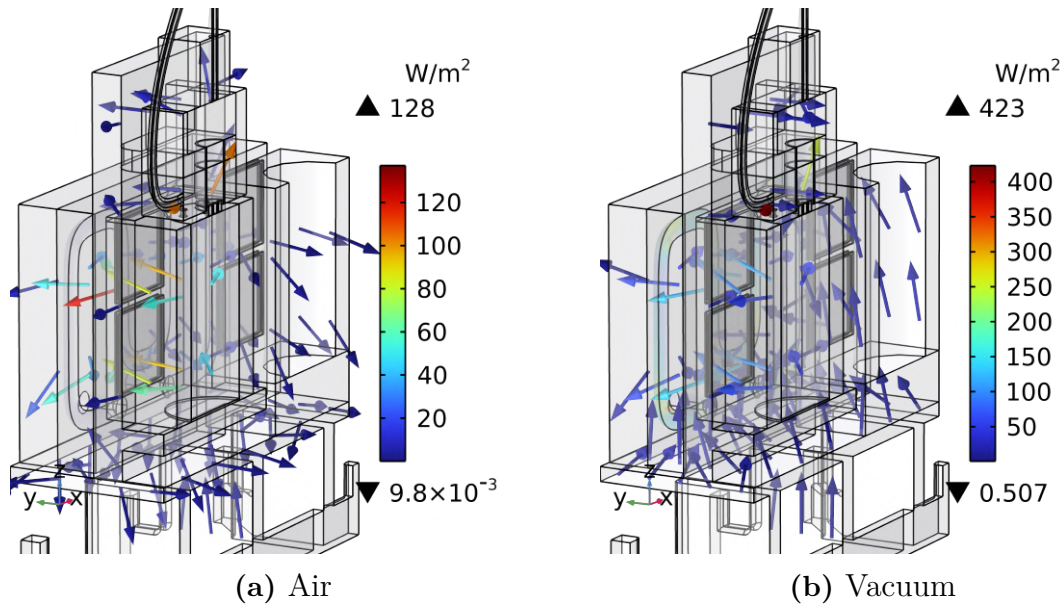 W/m²
▲ 128
120
100
80
60
40
20
▼ 9.8×10⁻³
z
y x
(a) Air
W/m²
▲ 423
400
350
300
250
200
150
100
50
▼ 0.507
z
y x
(b) Vacuum